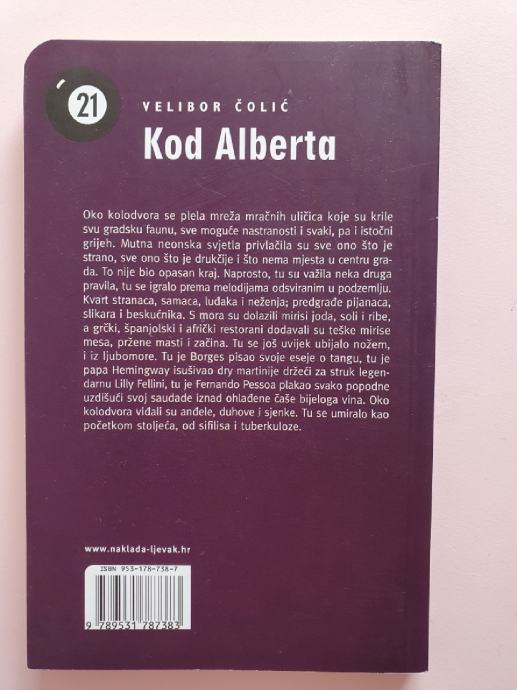 21
VELIBOR ČOLIĆ
Kod Alberta
Oko kolodvora se plela mreža mračnih uličica koje su krile
svu gradsku faunu, sve moguće nastranosti i svaki, pa i istočni
grijeh. Mutna neonska svjetla privlačila su sve ono što je
strano, sve ono što je drukčije i što nema mjesta u centru gra-
da. To nije bio opasan kraj. Naprosto, tu su važila neka druga
pravila, tu se igralo prema melodijama odsviranim u podzemlju.
Kvart stranaca, samaca, luđaka i neženja; predgrađe pijanaca,
slikara i beskućnika. S mora su dolazili mirisi joda, soli i ribe,
a grčki, španjolski i afrički restorani dodavali su teške mirise
mesa, pržene masti i začina. Tu se još uvijek ubijalo nožem,
i iz ljubomore. Tu je Borges pisao svoje eseje o tangu, tu je
papa Hemingway isušivao dry martinije držeći za struk legen-
darnu Lilly Fellini, tu je Fernando Pessoa plakao svako popodne
uzdišući svoj saudade iznad ohlađene čaše bijeloga vina. Oko
kolodvora viđali su anđele, duhove i sjenke. Tu se umiralo kao
početkom stoljeća, od sifilisa i tuberkuloze.
www.naklada-ljevak.hr
ISBN 953-178-738-7
9 789531 787383